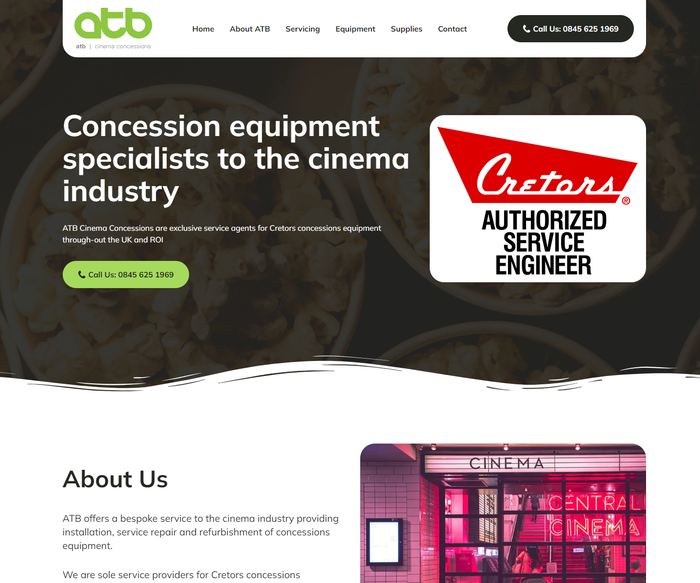 atb
atb | cinema concessions
Home About ATB Servicing Equipment Supplies Contact
Call Us: 0845 625 1969
Concession equipment
specialists to the cinema
industry
ATB Cinema Concessions are exclusive service agents for Cretors concessions equipment
through-out the UK and ROI
Call Us: 0845 625 1969
Cretors®
AUTHORIZED
SERVICE
ENGINEER
About Us
ATB offers a bespoke service to the cinema industry providing
installation, service repair and refurbishment of concessions
equipment.
We are sole service providers for Cretors concessions
CINEMA
CENTRAL
CINEMA